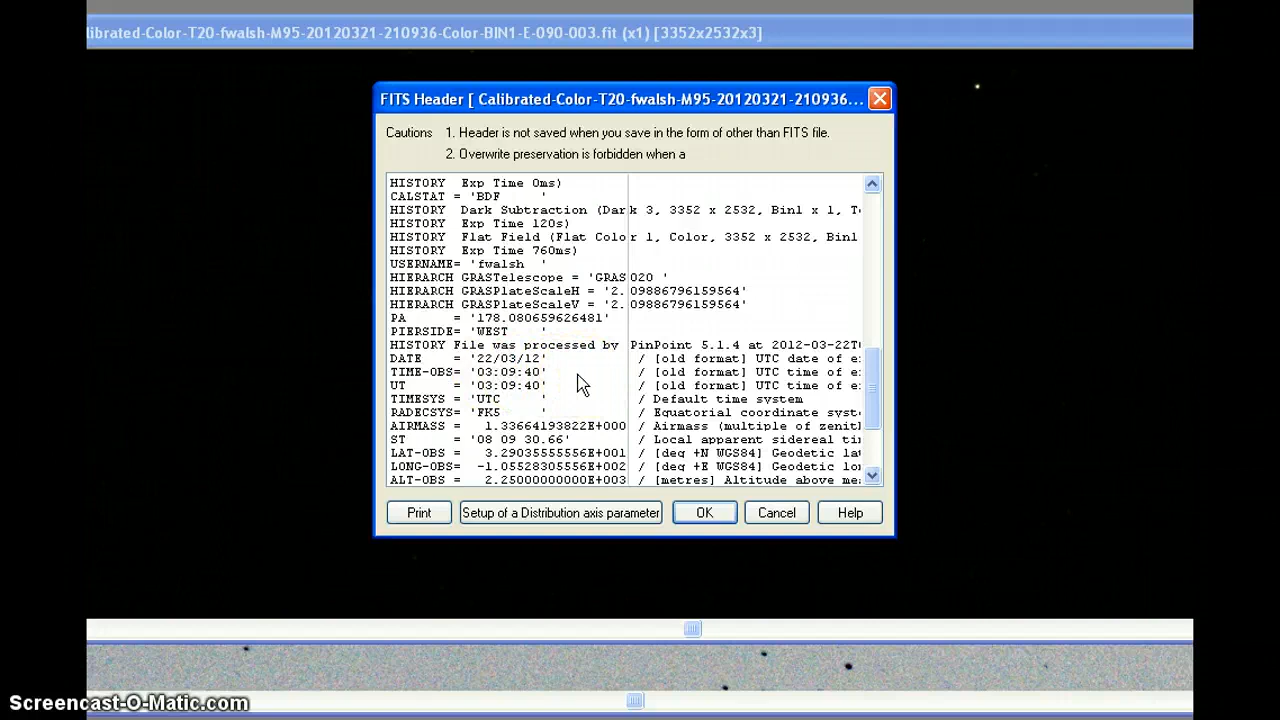 librated-Color-T20-fwalsh-M95-20120321-210936-Color-BIN1-E-090-003.fit (x1) [3352x2532x3]
FITS Header [ Calibrated-Color-T20-fwalsh-M95-20120321-210936...
Cautions 1. Header is not saved when you save in the form of other than FITS file.
2. Overwrite preservation is forbidden when a
HISTORY Exp Time 0ms)
CALSTAT = 'BDF '
HISTORY Dark Subtraction (Dark 3, 3352 x 2532, Bin1 x 1, T
HISTORY Exp Time 120s)
HISTORY Flat Field (Flat Color 1, Color, 3352 x 2532, Bin1
HISTORY Exp Time 760ms)
USERNAME= 'fwalsh '
HIERARCH GRASTelescope = 'GRAS020 '
HIERARCH GRASPlateScaleH = '2.09886796159564'
HIERARCH GRASPlateScaleV = '2.09886796159564'
PA = '178.080659626481'
PIERSIDE= 'WEST '
HISTORY File was processed by PinPoint 5.1.4 at 2012-03-22T
DATE = '22/03/12' / [old format] UTC date of e
TIME-OBS= '03:09:40' / [old format] UTC time of e
UT = '03:09:40' / [old format] UTC time of e
TIMESYS = 'UTC ' / Default time system
RADECSYS= 'FK5 ' / Equatorial coordinate syst
AIRMASS = 1.33664193822E+000 / Airmass (multiple of zenit
ST = '08 09 30.66' / Local apparent sidereal ti
LAT-OBS = 3.29035555556E+001 / [deg +N WGS84] Geodetic la
LONG-OBS= -1.05528305556E+002 / [deg +E WGS84] Geodetic lo
ALT-OBS = 2.25000000000E+003 / [metres] Altitude above me
Print Setup of a Distribution axis parameter OK Cancel Help
Screencast-O-Matic.com